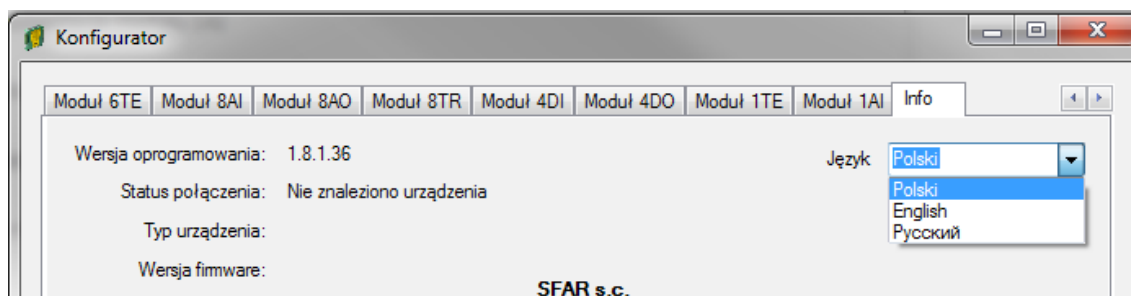 Konfigurator
Moduł 6TE Moduł 8AI Moduł 8AO Moduł 8TR Moduł 4DI Moduł 4DO Moduł 1TE Moduł 1AI Info
Wersja oprogramowania: 1.8.1.36 Język Polski
Status połączenia: Nie znaleziono urządzenia Polski
English
Typ urządzenia: Русский
Wersja firmware:
SFAR s.c.